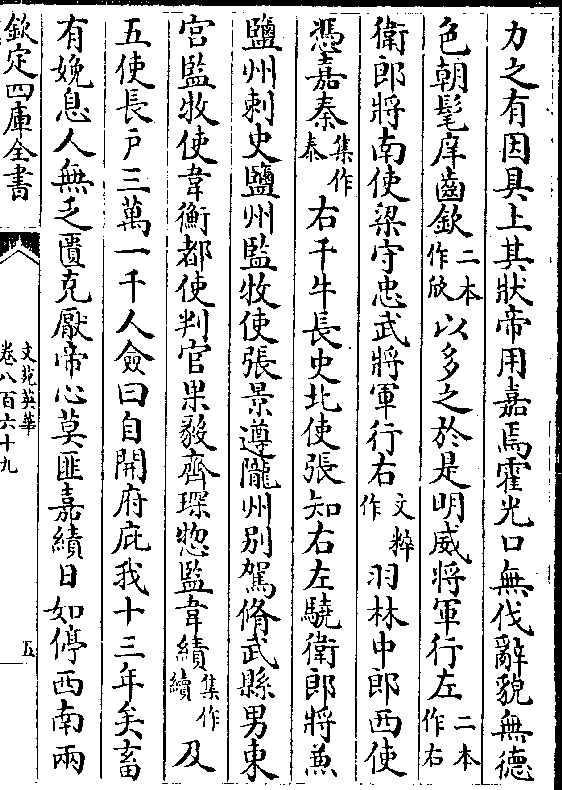 力之有因具上其狀帝用嘉焉霍光口無伐辭貌無德
色朝髦庠齒欽二本作欣以多之於是明威將軍行左二本作右
衛郎將南使梁守忠武將軍行右文粹作羽林中郎西使
憑嘉秦集作泰右千牛長史北使張知右左驍衛郎將兼
鹽州刺史鹽州監牧使張景遵隴州别駕脩武縣男東
宫監牧使韋衡都使判官果毅齊琛惣監韋績集作續及
五使長户三萬一千人僉曰自開府庇我十三年矣畜
有娩息人無乏匱克厭帝心莫匪嘉績日如停西南兩
欽定四庫全書
文苑英華
卷八百六十九
五